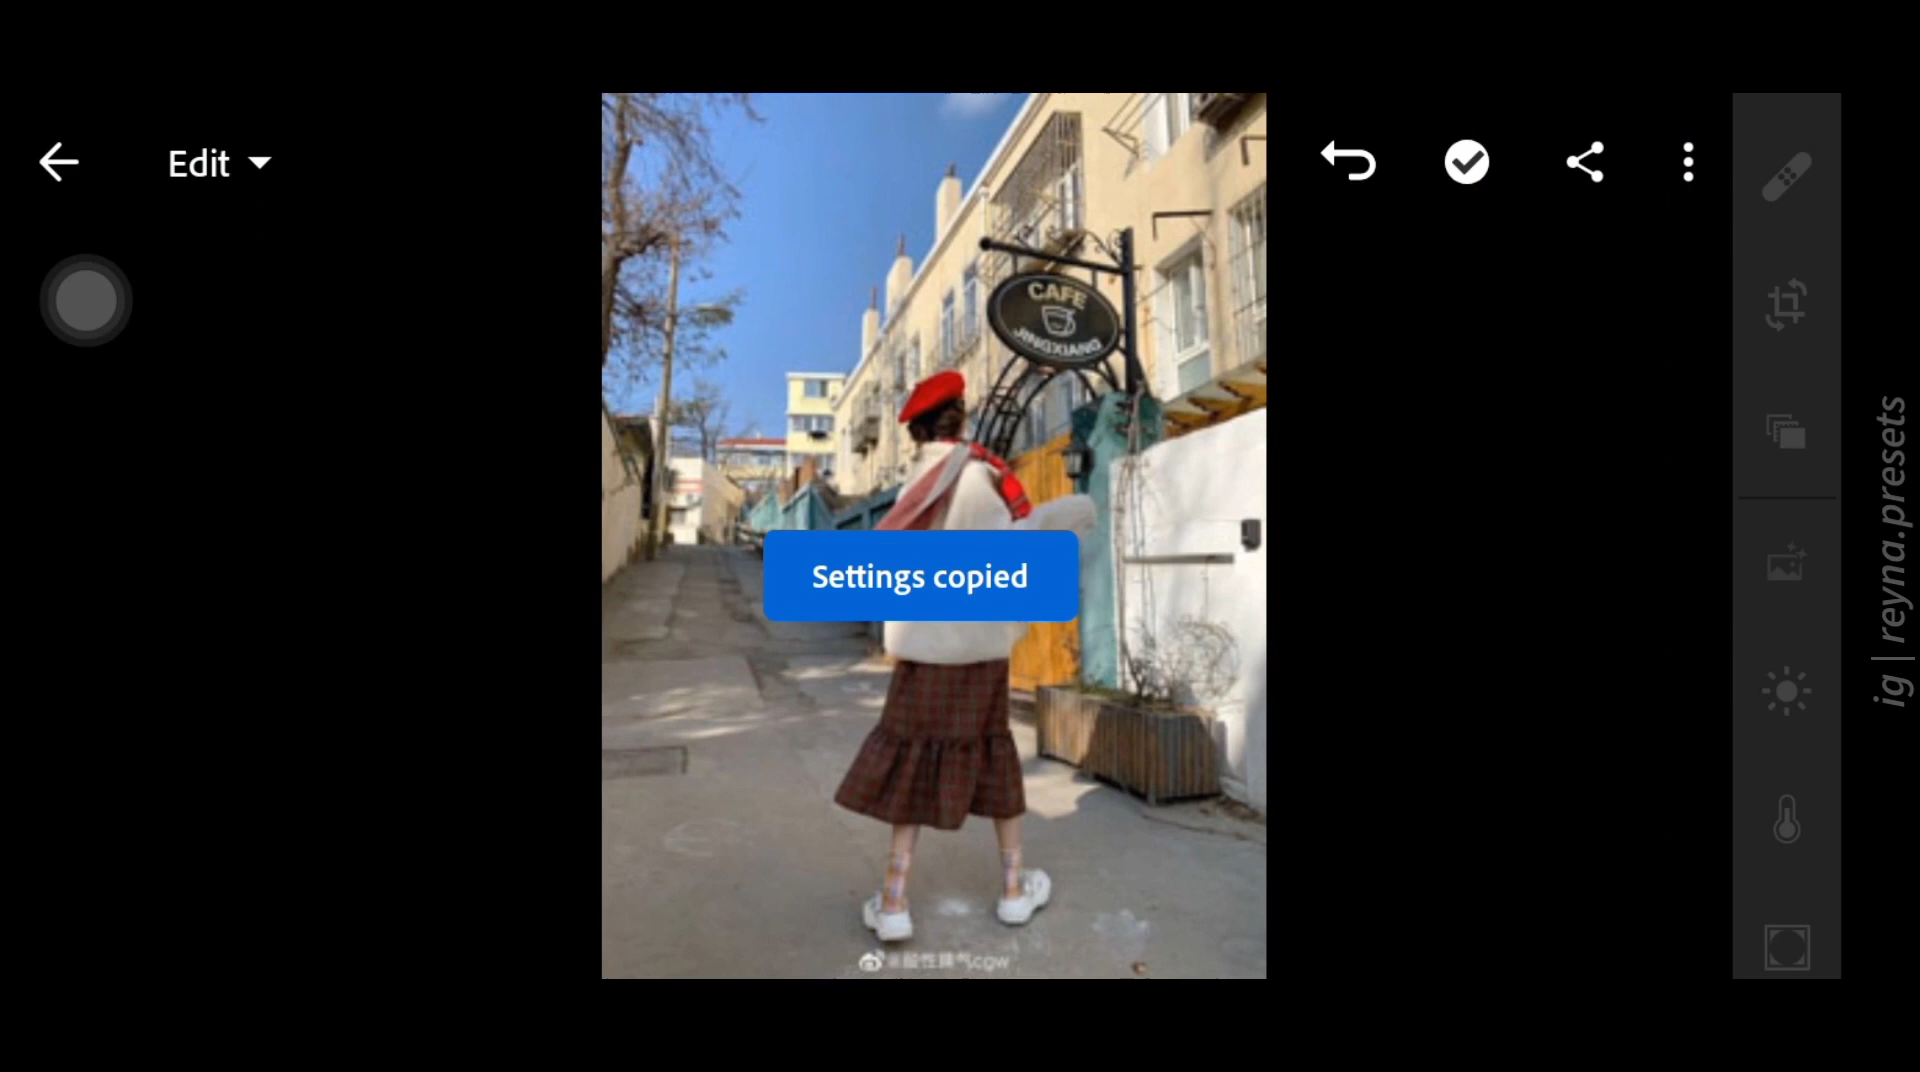 Edit
CAFE
JINGXIANG
Settings copied
ig | reyna.presets